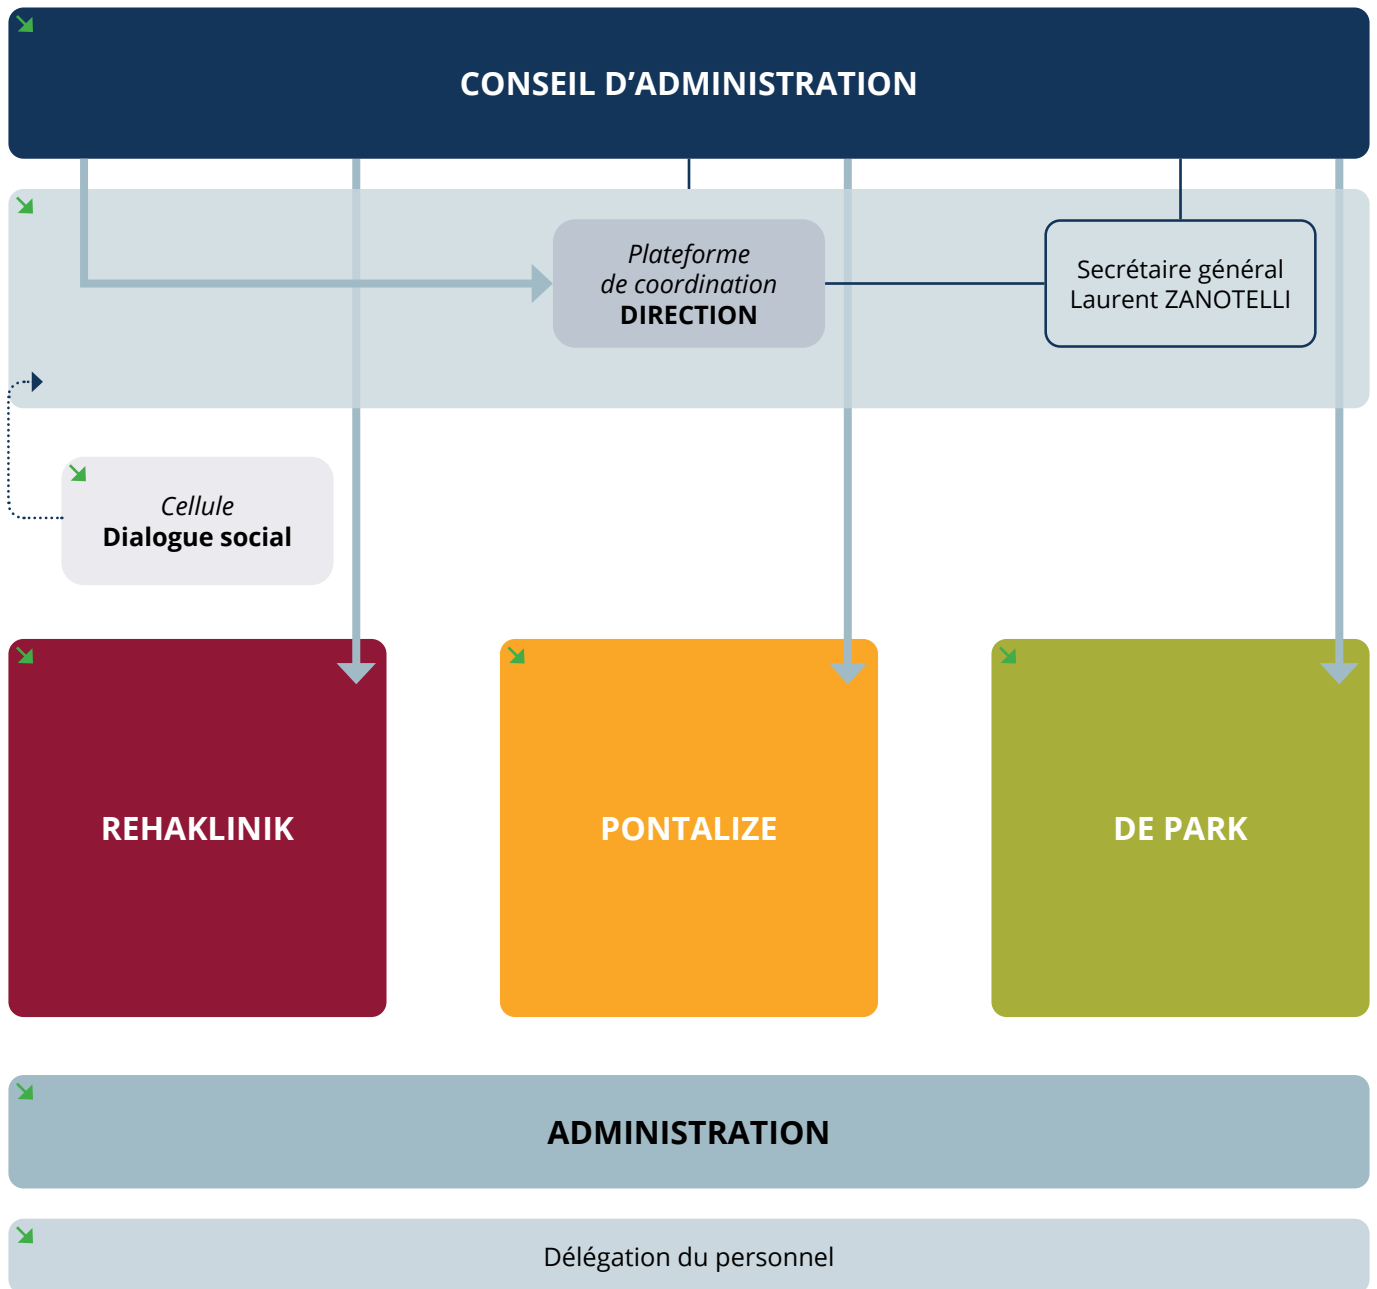 CONSEIL D’ADMINISTRATION
Plateforme
de coordination
DIRECTION
Secrétaire général
Laurent ZANOTELLI
Cellule
Dialogue social
REHAKLINIK
PONTALIZE
DE PARK
ADMINISTRATION
Délégation du personnel